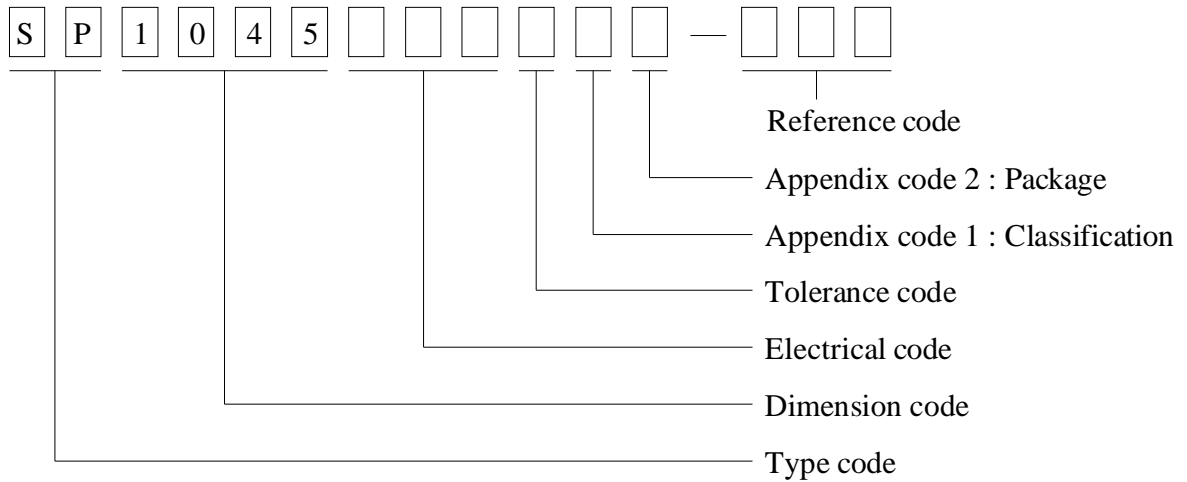 S P 1 0 4 5 —
Reference code
Appendix code 2 : Package
Appendix code 1 : Classification
Tolerance code
Electrical code
Dimension code
Type code